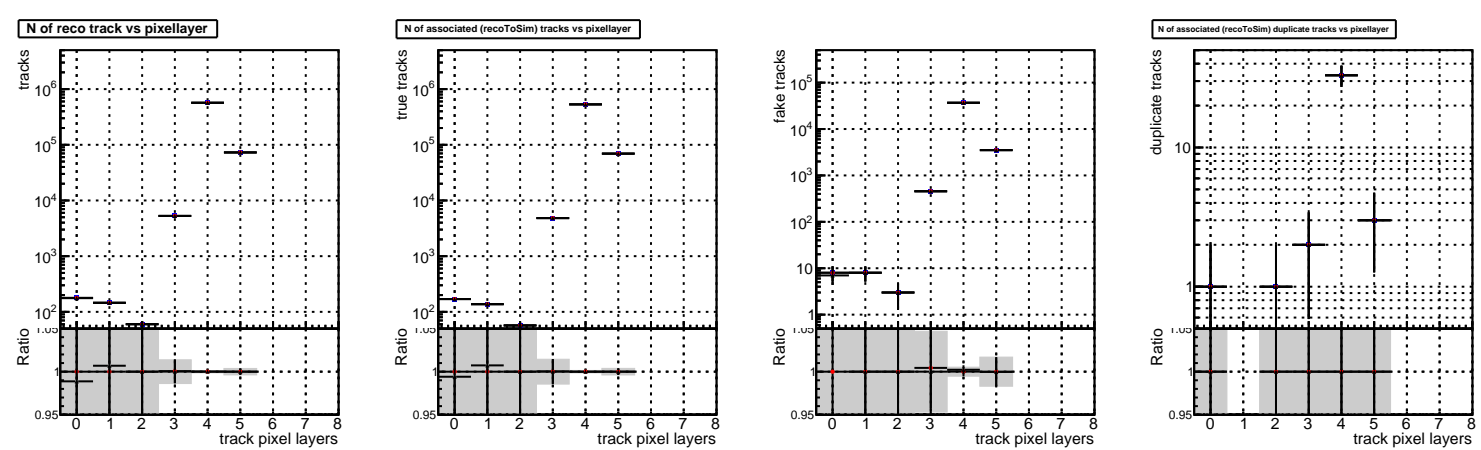 N of reco track vs pixellayer
tracks
10^6
10^5
10^4
10^3
10^2
Ratio
1.05
1
0.95
0 1 2 3 4 5 6 7 8
track pixel layers
N of associated (recoToSim) tracks vs pixellayer
true tracks
10^6
10^5
10^4
10^3
10^2
Ratio
1.05
1
0.95
0 1 2 3 4 5 6 7 8
track pixel layers
fake tracks
10^5
10^4
10^3
10^2
10
1
Ratio
1.05
1
0.95
0 1 2 3 4 5 6 7 8
track pixel layers
N of associated (recoToSim) duplicate tracks vs pixellayer
duplicate tracks
10
1
Ratio
1.05
1
0.95
0 1 2 3 4 5 6 7 8
track pixel layers